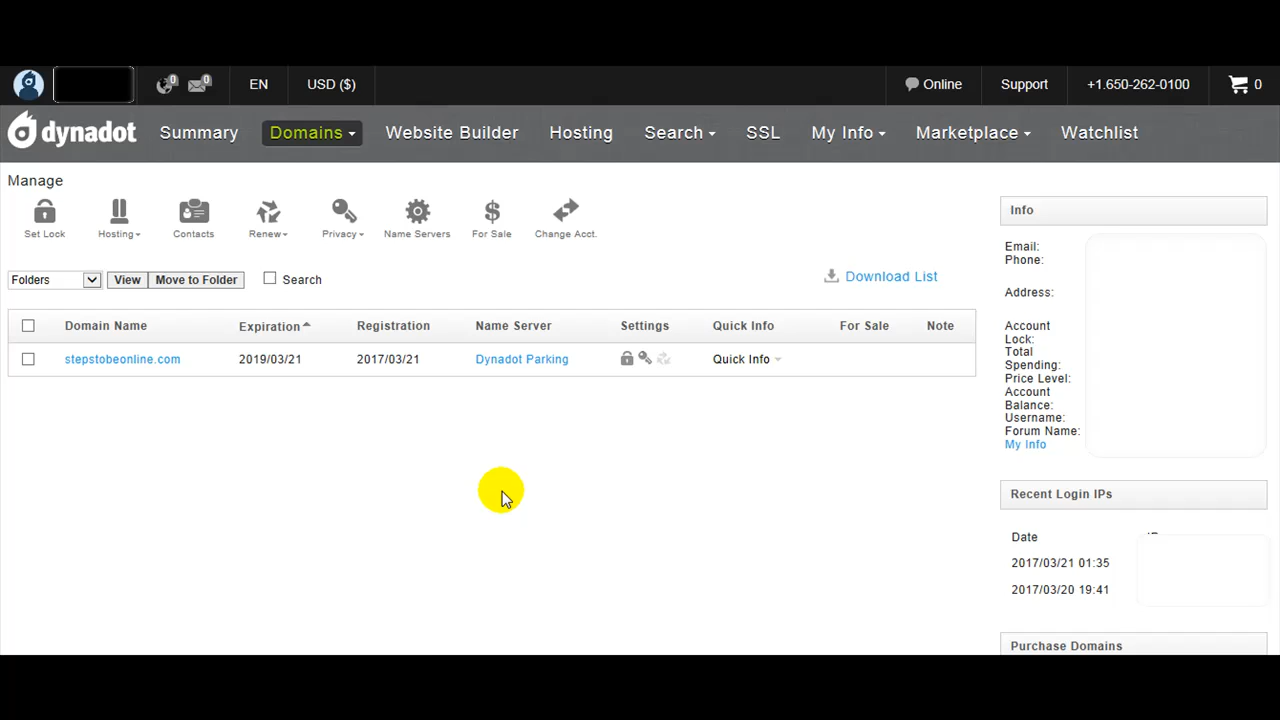 0 0 EN USD ($) Online Support +1.650-262-0100 0
dynadot Summary Domains Website Builder Hosting Search SSL My Info Marketplace Watchlist
Manage
Set Lock Hosting Contacts Renew Privacy Name Servers For Sale Change Acct.
$
Folders View Move to Folder Search Download List
Domain Name Expiration Registration Name Server Settings Quick Info For Sale Note
stepstobeonline.com 2019/03/21 2017/03/21 Dynadot Parking Quick Info
Info
Email:
Phone:
Address:
Account
Lock:
Total
Spending:
Price Level:
Account
Balance:
Username:
Forum Name:
My Info
Recent Login IPs
Date
2017/03/21 01:35
2017/03/20 19:41
Purchase Domains